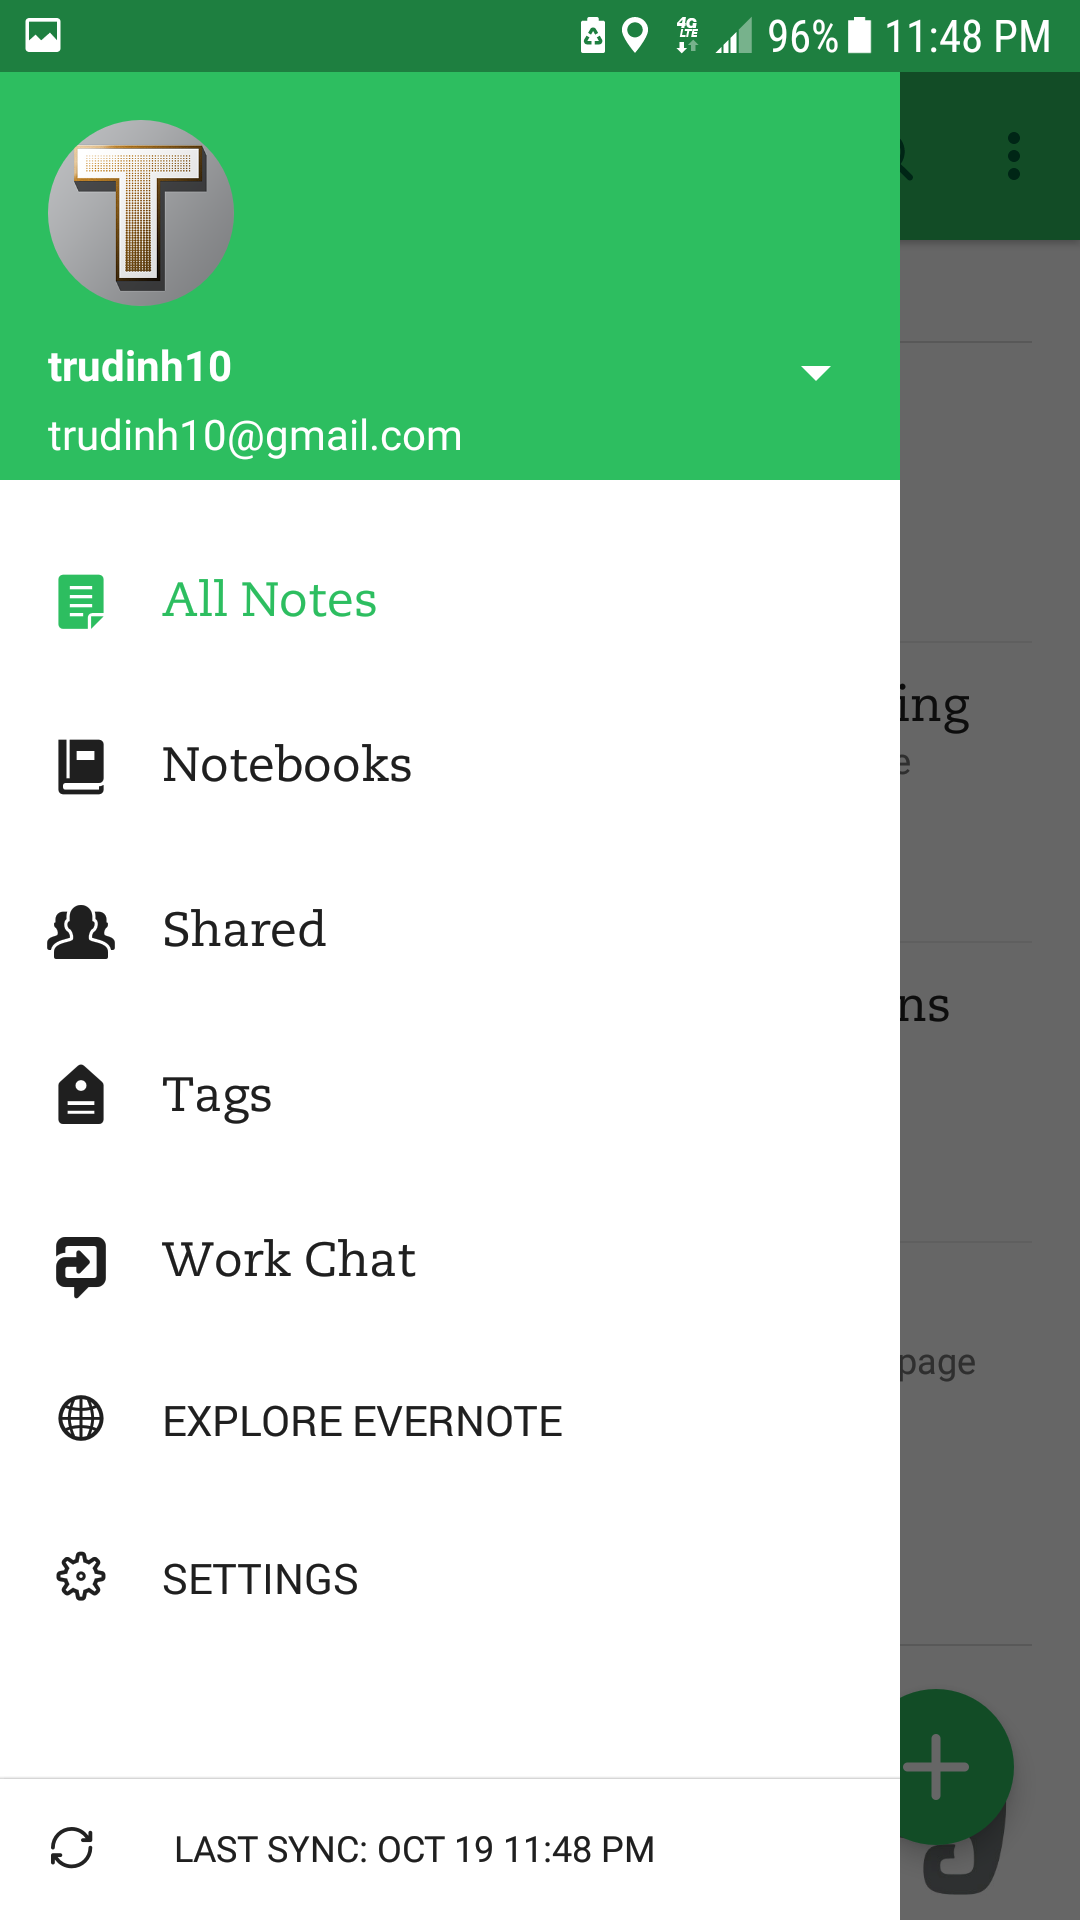 4G LTE 96% 11:48 PM
T
trudinh10
trudinh10@gmail.com
All Notes
ing
Notebooks
e
Shared
ns
Tags
Work Chat
page
EXPLORE EVERNOTE
SETTINGS
LAST SYNC: OCT 19 11:48 PM